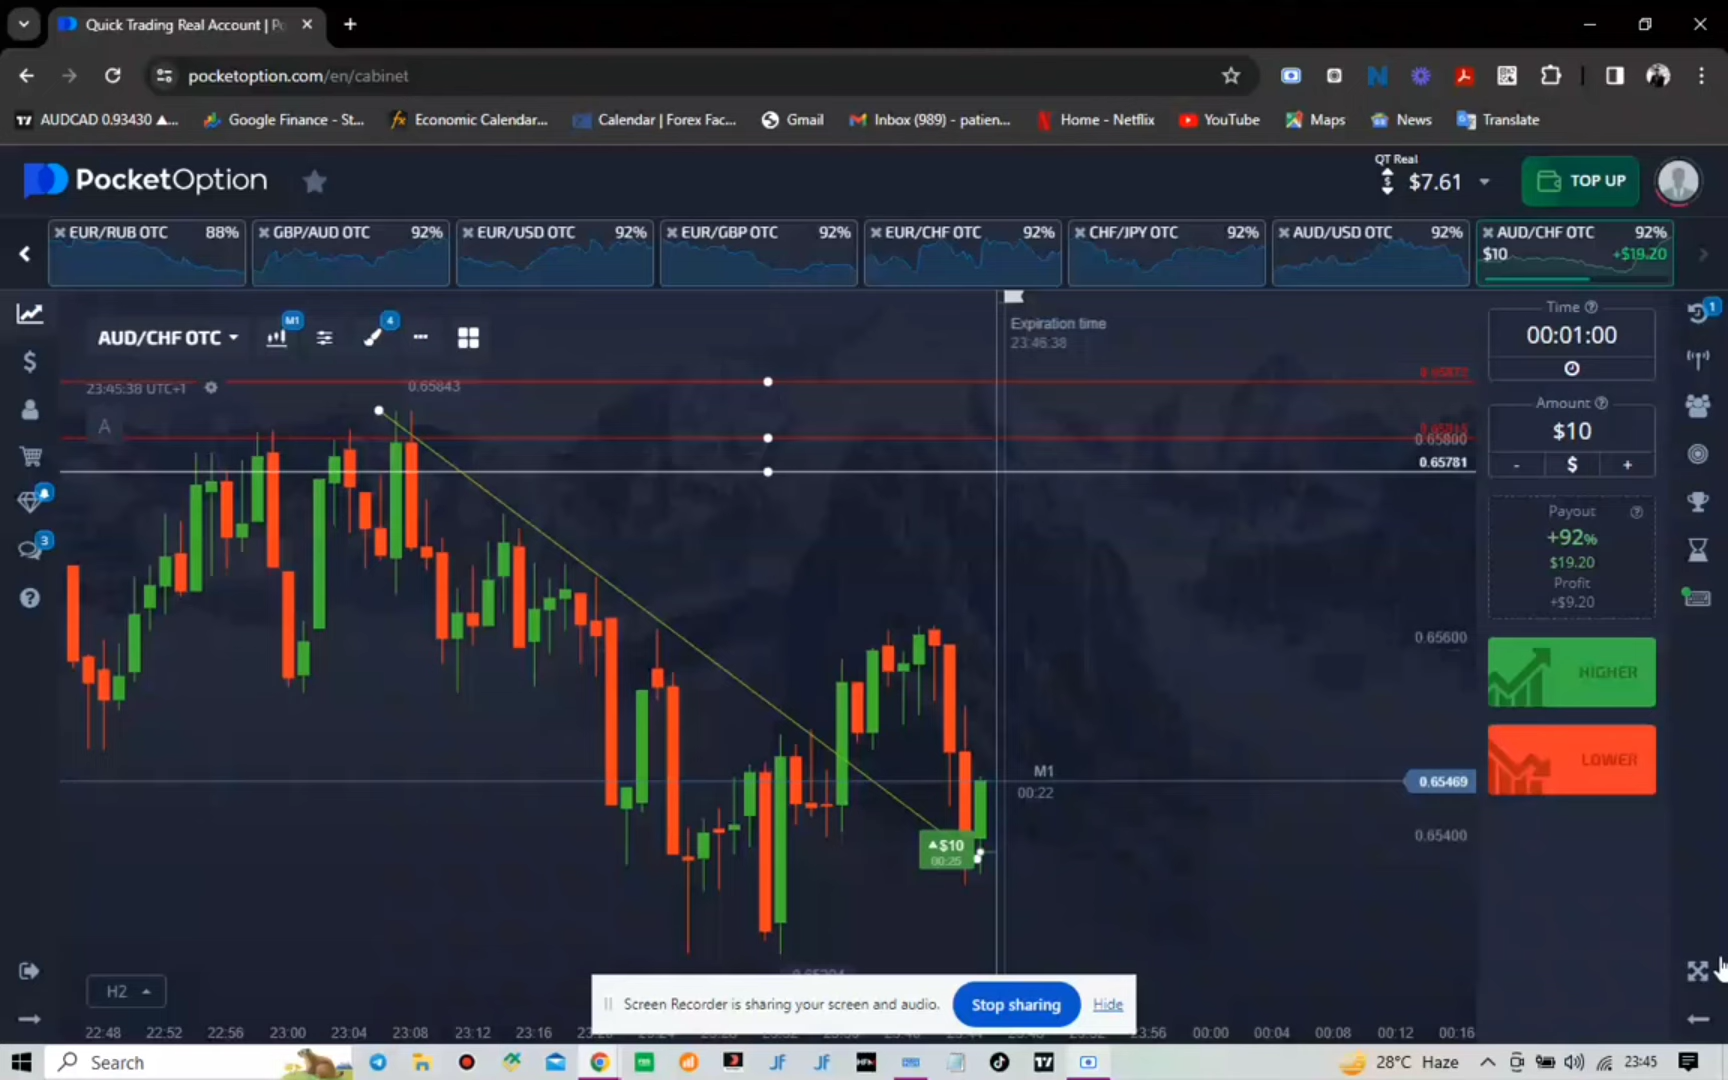 Quick Trading Real Account | Po
pocketoption.com/en/cabinet
AUDCAD 0.93430 ▲...
Google Finance - St...
Economic Calendar...
Calendar | Forex Fac...
Gmail
Inbox (989) - patien...
Home - Netflix
YouTube
Maps
News
Translate
PocketOption
QT Real
$7.61
TOP UP
EUR/RUB OTC 88%
GBP/AUD OTC 92%
EUR/USD OTC 92%
EUR/GBP OTC 92%
EUR/CHF OTC 92%
CHF/JPY OTC 92%
AUD/USD OTC 92%
AUD/CHF OTC 92%
$10 +$19.20
AUD/CHF OTC
M1
4
Expiration time
23:46:38
23:45:38 UTC+1
0.65843
A
0.65800
0.65781
0.65600
M1
00:22
0.65469
0.65400
▲$10
00:25
Time
00:01:00
Amount
$10
- $ +
Payout
+92%
$19.20
Profit
+$9.20
HIGHER
LOWER
1
3
H2
Screen Recorder is sharing your screen and audio.
Stop sharing
Hide
22:48 22:52 22:56 23:00 23:04 23:08 23:12 23:16 23:56 00:00 00:04 00:08 00:12 00:16
Search
28°C Haze
23:45